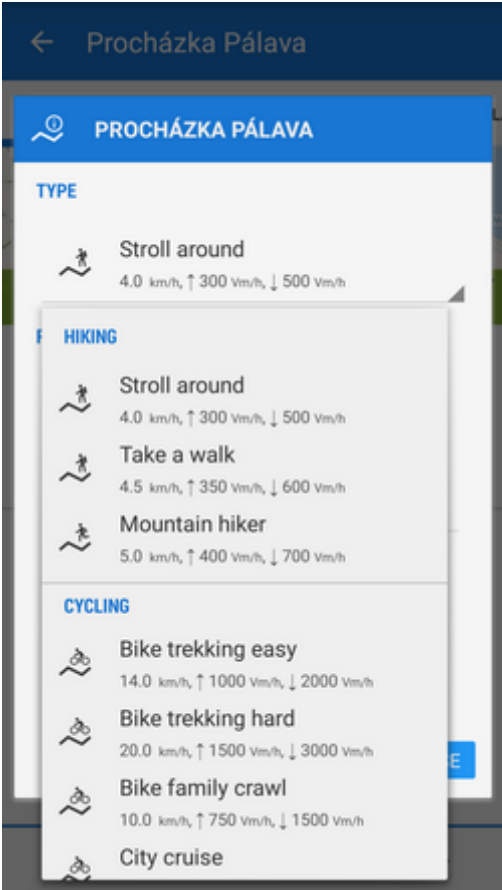 Procházka Pálava
PROCHÁZKA PÁLAVA
TYPE
Stroll around
4.0 km/h, ↑ 300 Vm/h, ↓ 500 Vm/h
HIKING
Stroll around
4.0 km/h, ↑ 300 Vm/h, ↓ 500 Vm/h
Take a walk
4.5 km/h, ↑ 350 Vm/h, ↓ 600 Vm/h
Mountain hiker
5.0 km/h, ↑ 400 Vm/h, ↓ 700 Vm/h
CYCLING
Bike trekking easy
14.0 km/h, ↑ 1000 Vm/h, ↓ 2000 Vm/h
Bike trekking hard
20.0 km/h, ↑ 1500 Vm/h, ↓ 3000 Vm/h
Bike family crawl
10.0 km/h, ↑ 750 Vm/h, ↓ 1500 Vm/h
City cruise